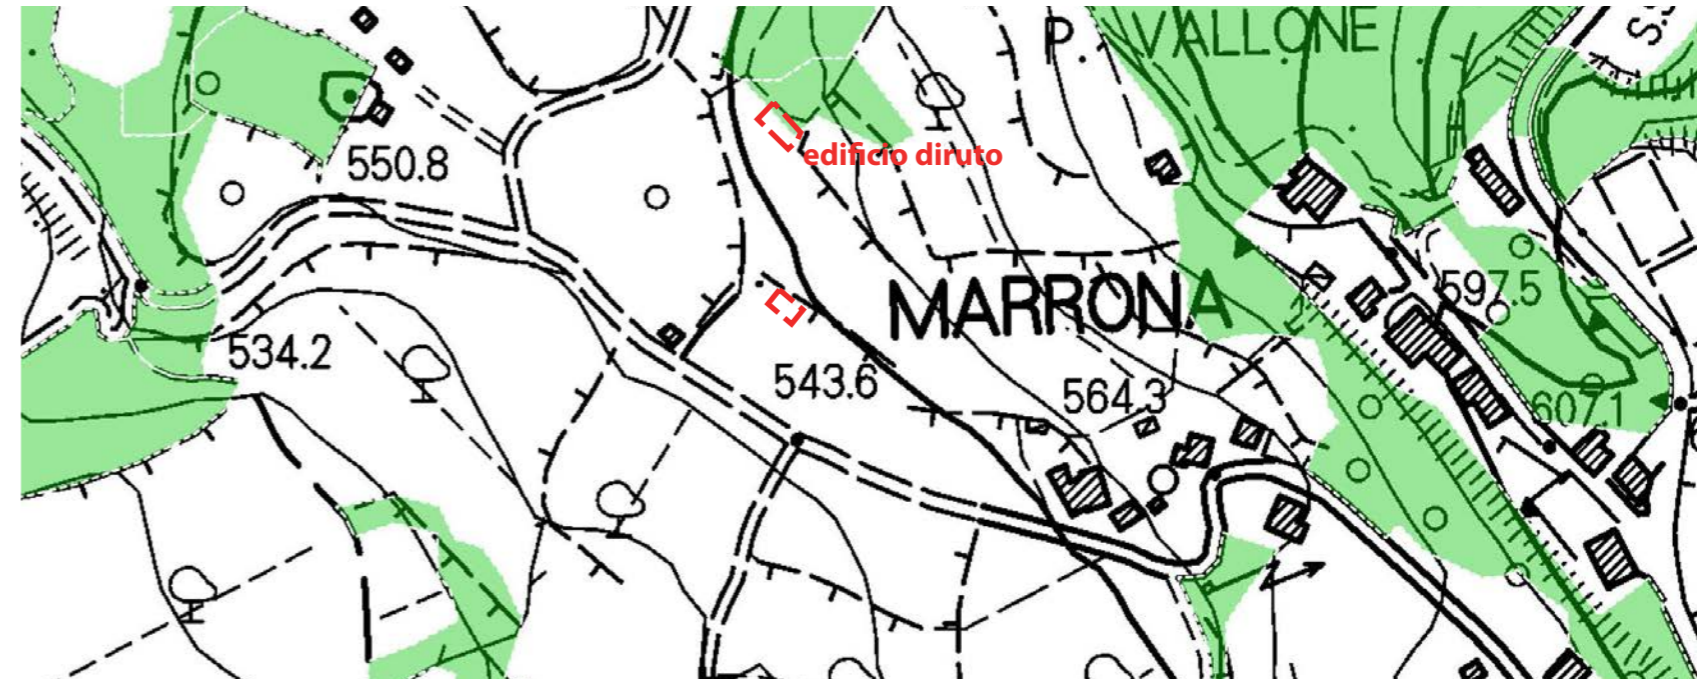 P. VALLONE
S.S
edificio diruto
550.8
MARRONA
597.5
534.2
543.6
564.3
607.1